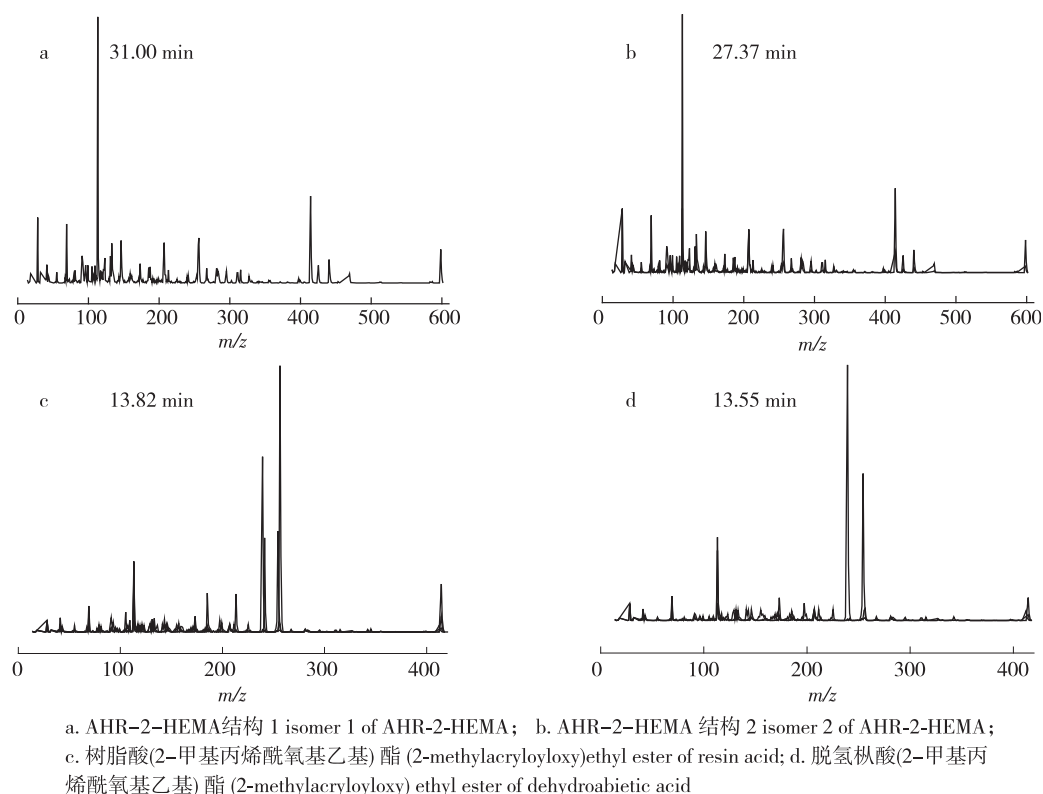 a 31.00 min
b 27.37 min
0 100 200 300 400 500 600
m/z
0 100 200 300 400 500 600
m/z
c 13.82 min
d 13.55 min
0 100 200 300 400
m/z
0 100 200 300 400
m/z
a. AHR-2-HEMA结构 1 isomer 1 of AHR-2-HEMA; b. AHR-2-HEMA 结构 2 isomer 2 of AHR-2-HEMA;
c. 树脂酸(2-甲基丙烯酰氧基乙基) 酯 (2-methylacryloyloxy)ethyl ester of resin acid; d. 脱氢枞酸(2-甲基丙
烯酰氧基乙基) 酯 (2-methylacryloyloxy) ethyl ester of dehydroabietic acid